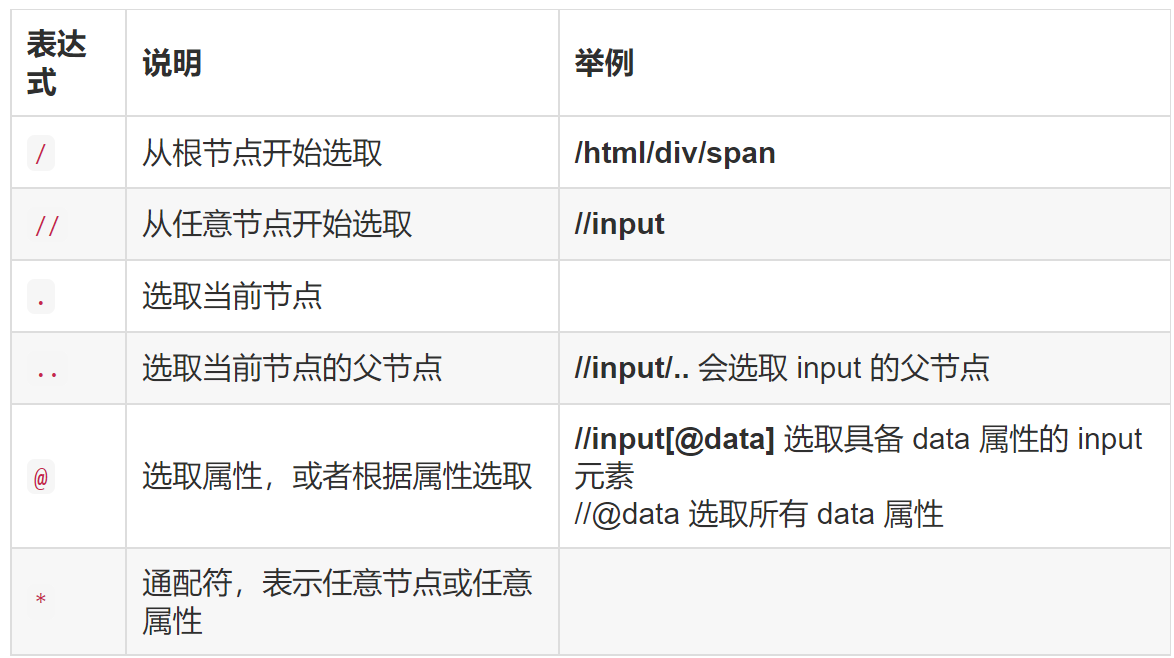 表达
式
说明
举例
/
从根节点开始选取
/html/div/span
//
从任意节点开始选取
//input
.
选取当前节点
..
选取当前节点的父节点
//input/.. 会选取 input 的父节点
@
选取属性，或者根据属性选取
//input[@data] 选取具备 data 属性的 input
元素
//@data 选取所有 data 属性
*
通配符，表示任意节点或任意
属性